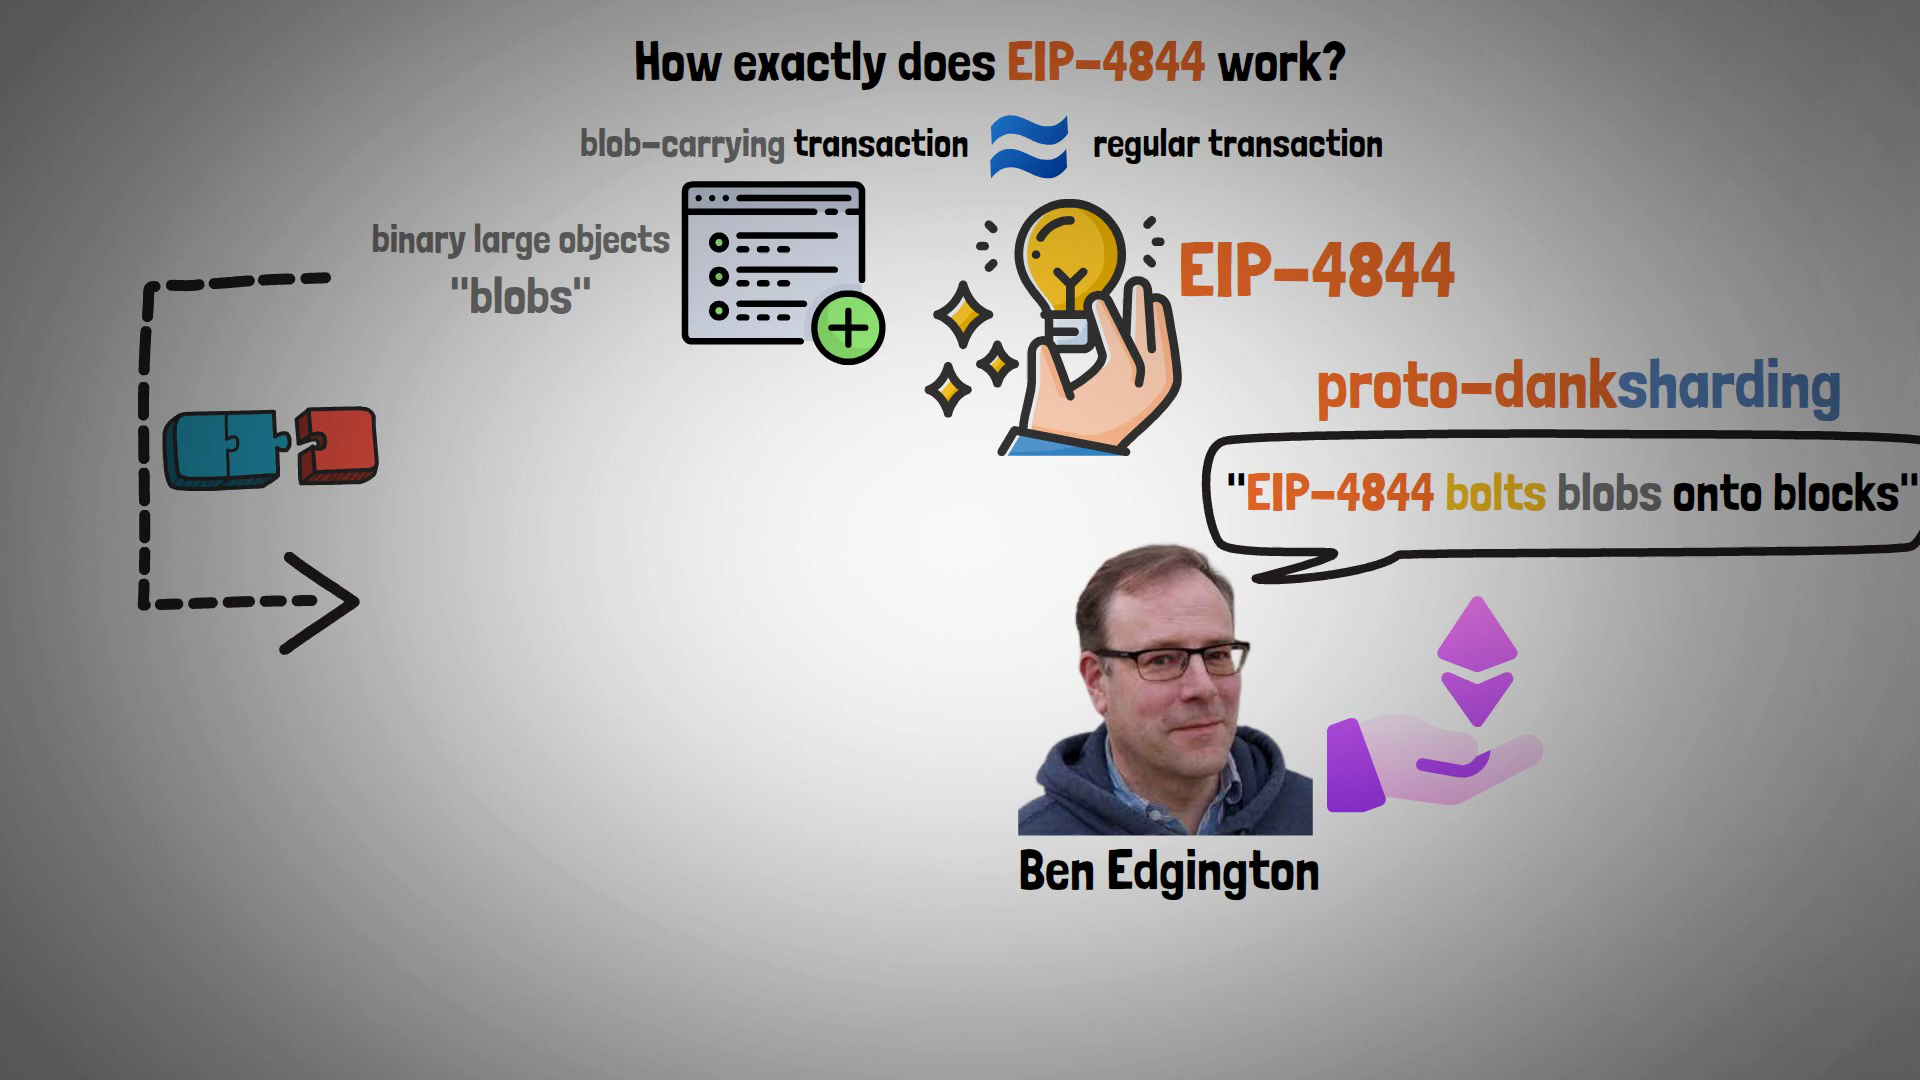 How exactly does EIP-4844 work?
blob-carrying transaction regular transaction
binary large objects
"blobs"
EIP-4844
proto-danksharding
"EIP-4844 bolts blobs onto blocks"
Ben Edgington